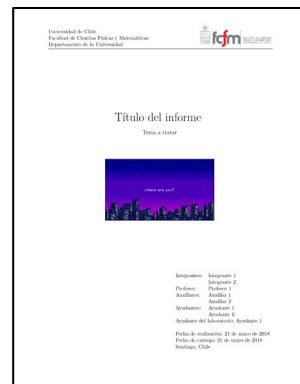 Universidad de Chile
Facultad de Ciencias Físicas y Matemáticas
Departamento de la Universidad
fcfm
Título del informe
Tema a tratar
where are you?
Integrantes: Integrante 1
Integrante 2
Profesor: Profesor 1
Auxiliares: Auxiliar 1
Auxiliar 2
Ayudantes: Ayudante 1
Ayudante 2
Ayudante del laboratorio: Ayudante 1
Fecha de realización: 21 de mayo de 2018
Fecha de entrega: 21 de mayo de 2018
Santiago, Chile